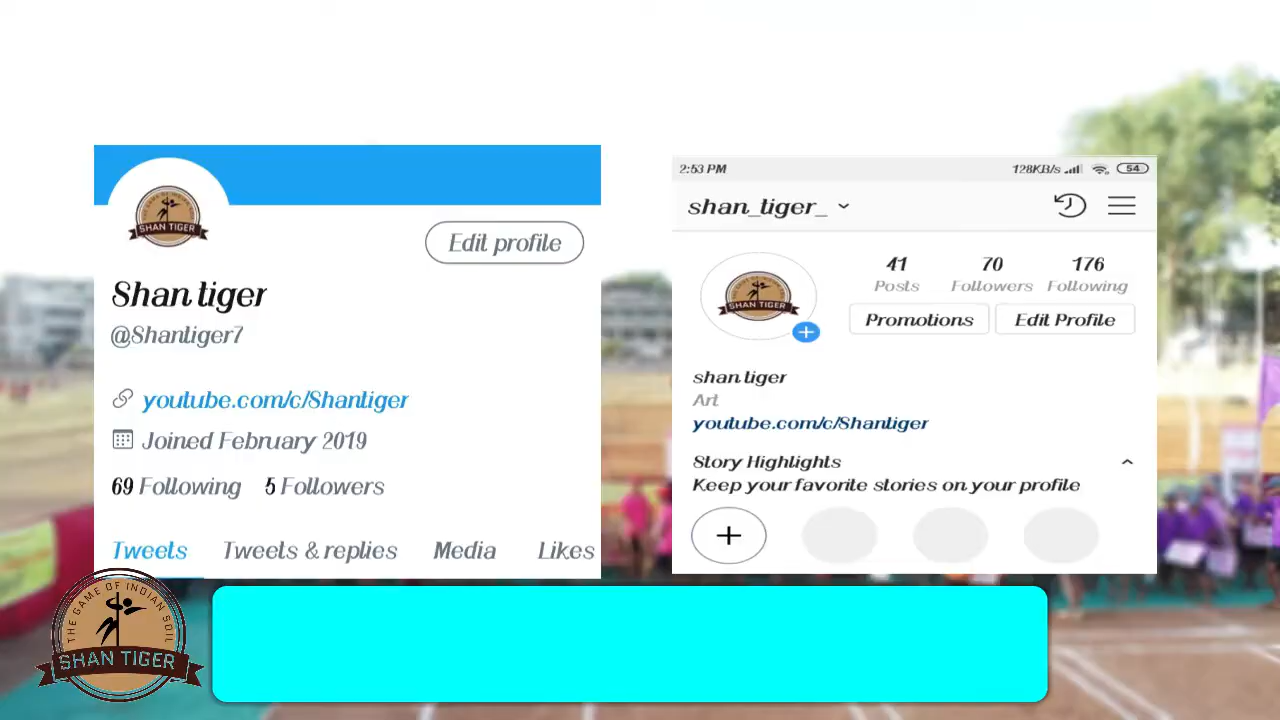 SHAN TIGER
Edit profile
Shan tiger
@Shantiger7
youtube.com/c/Shantiger
Joined February 2019
69 Following 5 Followers
Tweets Tweets & replies Media Likes
2:53 PM 128KB/s 54
shan_tiger_
SHAN TIGER
41 70 176
Posts Followers Following
Promotions Edit Profile
shan tiger
Art
youtube.com/c/Shantiger
Story Highlights
Keep your favorite stories on your profile
THE GAME OF INDIAN SOIL
SHAN TIGER